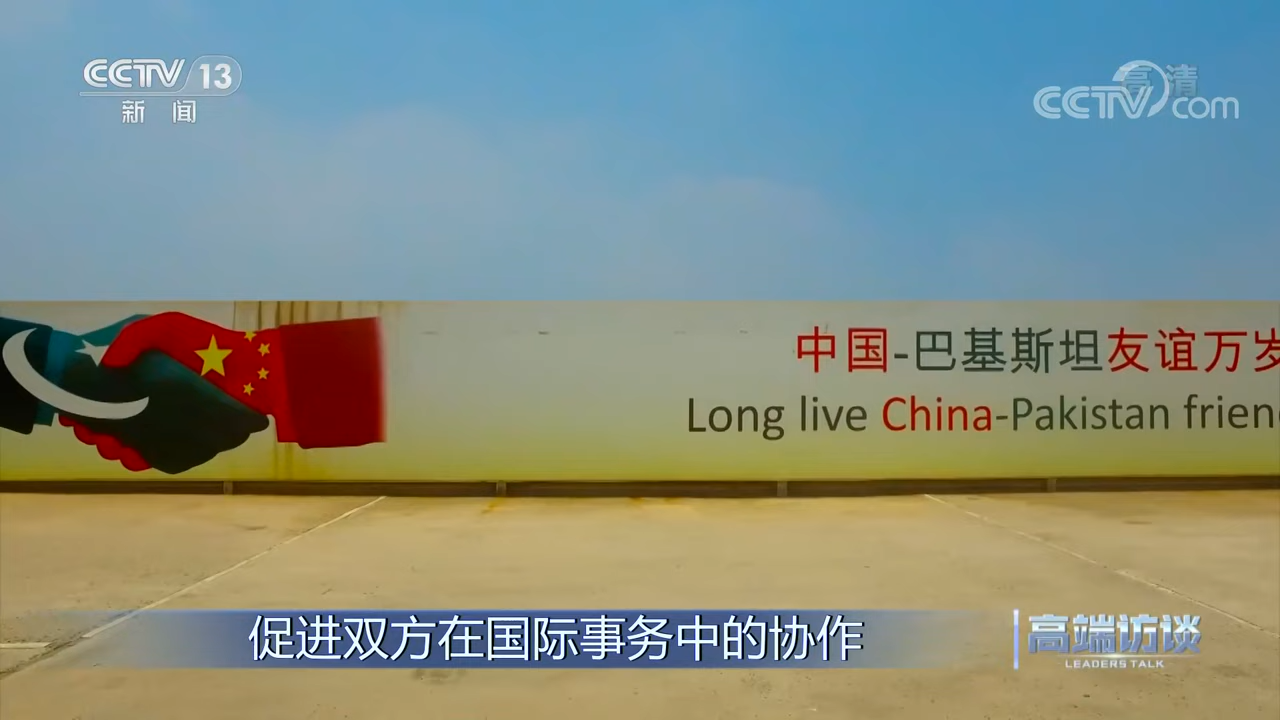 CCTV 13
新闻
高清
CCTV com
中国-巴基斯坦友谊万岁
Long live China-Pakistan frien
促进双方在国际事务中的协作
高端访谈
LEADERS TALK